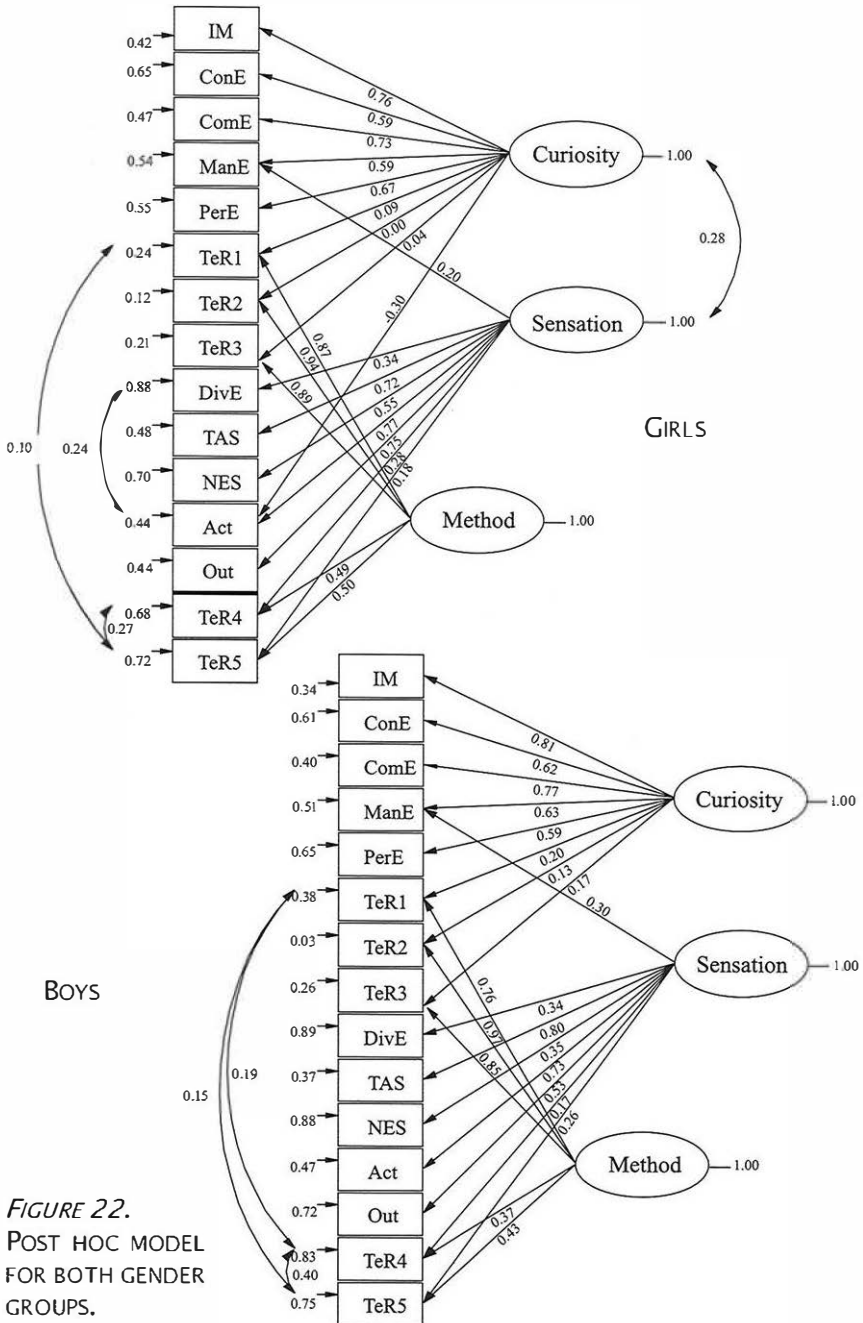 IM
0.42
0.65
ConE
0.47
ComE
0.54
ManE
0.55
PerE
0.24
TeR1
0.12
TeR2
0.21
TeR3
0.88
DivE
0.48
TAS
0.70
NES
0.44
Act
0.44
Out
0.68
TeR4
0.72
TeR5
0.10
0.24
0.27
0.76
0.59
0.73
0.59
0.67
0.09
0.00
0.04
-0.30
0.20
0.87
0.94
0.89
0.34
0.72
0.55
0.77
0.75
0.28
0.18
0.49
0.50
Curiosity
1.00
0.28
Sensation
1.00
Method
1.00
GIRLS
IM
0.34
0.61
ConE
0.40
ComE
0.51
ManE
0.65
PerE
0.38
TeR1
0.03
TeR2
0.26
TeR3
0.89
DivE
0.37
TAS
0.88
NES
0.47
Act
0.72
Out
0.83
TeR4
0.75
TeR5
0.15
0.19
0.40
0.81
0.62
0.77
0.63
0.59
0.20
0.13
0.17
0.30
0.76
0.97
0.85
0.34
0.80
0.35
0.73
0.53
0.17
0.26
0.37
0.43
Curiosity
1.00
Sensation
1.00
Method
1.00
BOYS
FIGURE 22.
POST HOC MODEL
FOR BOTH GENDER
GROUPS.